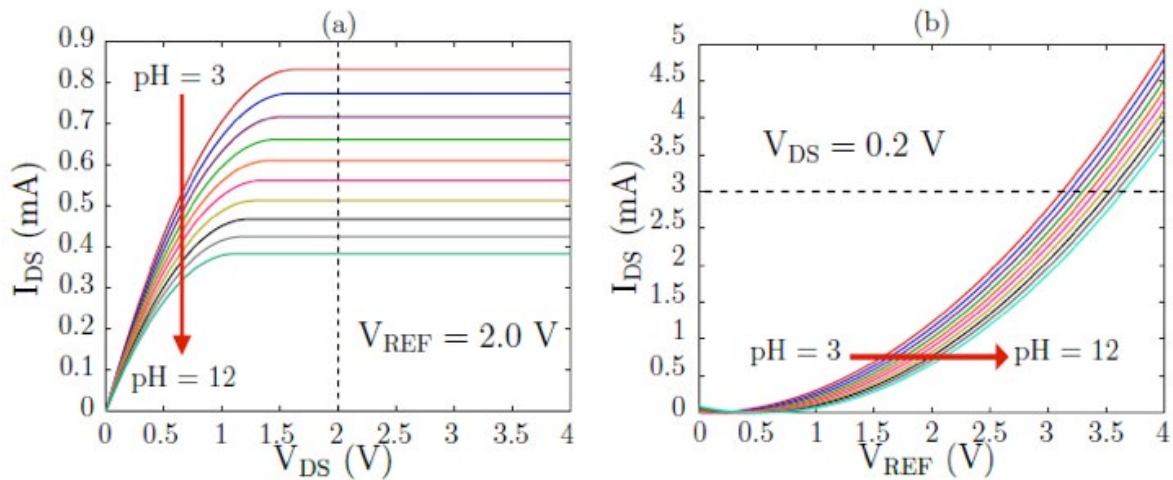 (a)
0.9
0.8
0.7
0.6
0.5
0.4
0.3
0.2
0.1
0
I_DS (mA)
pH = 3
pH = 12
V_REF = 2.0 V
0 0.5 1 1.5 2 2.5 3 3.5 4
V_DS (V)
(b)
5
4.5
4
3.5
3
2.5
2
1.5
1
0.5
0
I_DS (mA)
V_DS = 0.2 V
pH = 3
pH = 12
0 0.5 1 1.5 2 2.5 3 3.5 4
V_REF (V)